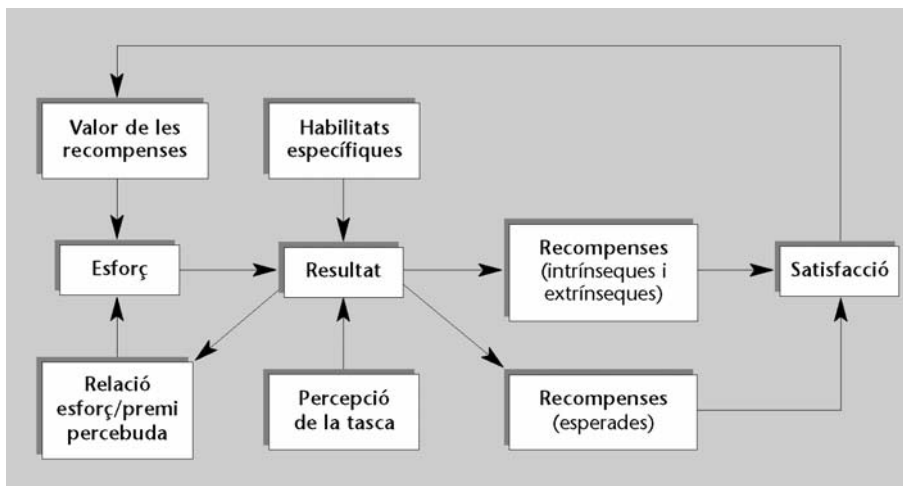 Valor de les
recompenses
Habilitats
específiques
Esforç
Resultat
Recompenses
(intrínseques i
extrínseques)
Satisfacció
Relació
esforç/premi
percebuda
Percepció
de la tasca
Recompenses
(esperades)